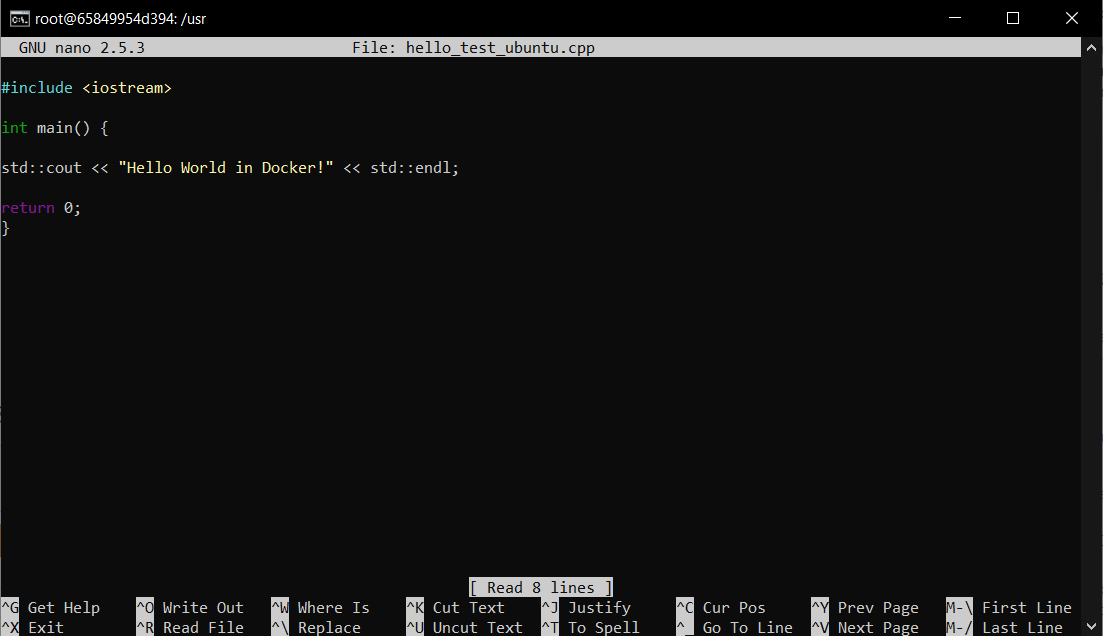 root@65849954d394: /usr
GNU nano 2.5.3 File: hello_test_ubuntu.cpp
#include <iostream>
int main() {
std::cout << "Hello World in Docker!" << std::endl;
return 0;
}
[ Read 8 lines ]
^G Get Help ^O Write Out ^W Where Is ^K Cut Text ^J Justify ^C Cur Pos ^Y Prev Page M-\ First Line
^X Exit ^R Read File ^\ Replace ^U Uncut Text ^T To Spell ^_ Go To Line ^V Next Page M-/ Last Line